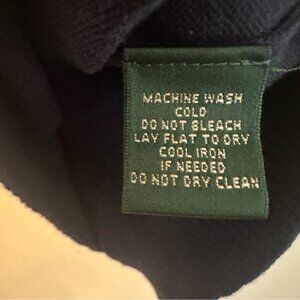 MACHINE WASH
COLD
DO NOT BLEACH
LAY FLAT TO DRY
COOL IRON
IF NEEDED
DO NOT DRY CLEAN